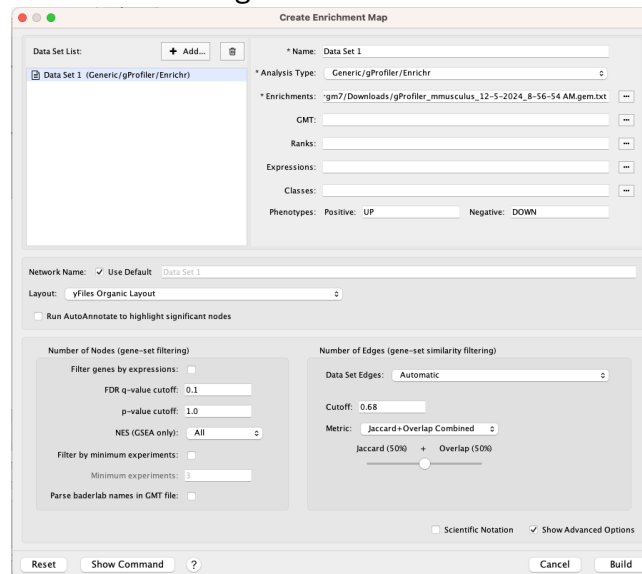 Create Enrichment Map
Data Set List:
+ Add...
Data Set 1 (Generic/gProfiler/Enrichr)
* Name: Data Set 1
* Analysis Type: Generic/gProfiler/Enrichr
* Enrichments: rgm7/Downloads/gProfiler_mmusculus_12-5-2024_8-56-54 AM.gem.txt
GMT:
Ranks:
Expressions:
Classes:
Phenotypes: Positive: UP Negative: DOWN
Network Name: Use Default Data Set 1
Layout: yFiles Organic Layout
Run AutoAnnotate to highlight significant nodes
Number of Nodes (gene-set filtering)
Filter genes by expressions:
FDR q-value cutoff: 0.1
p-value cutoff: 1.0
NES (GSEA only): All
Filter by minimum experiments:
Minimum experiments: 3
Parse baderlab names in GMT file:
Number of Edges (gene-set similarity filtering)
Data Set Edges: Automatic
Cutoff: 0.68
Metric: Jaccard+Overlap Combined
Jaccard (50%) + Overlap (50%)
Scientific Notation Show Advanced Options
Reset Show Command ? Cancel Build